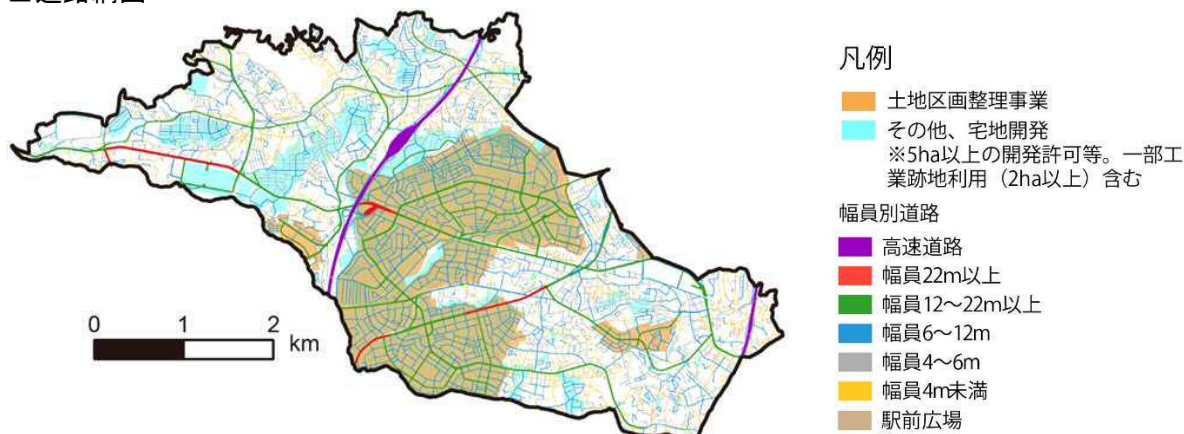 凡例
土地区画整理事業
その他、宅地開発
※5ha以上の開発許可等。一部工
業跡地利用（2ha以上）含む
幅員別道路
高速道路
幅員22m以上
幅員12～22m以上
幅員6～12m
幅員4～6m
幅員4m未満
駅前広場
0 1 2
km